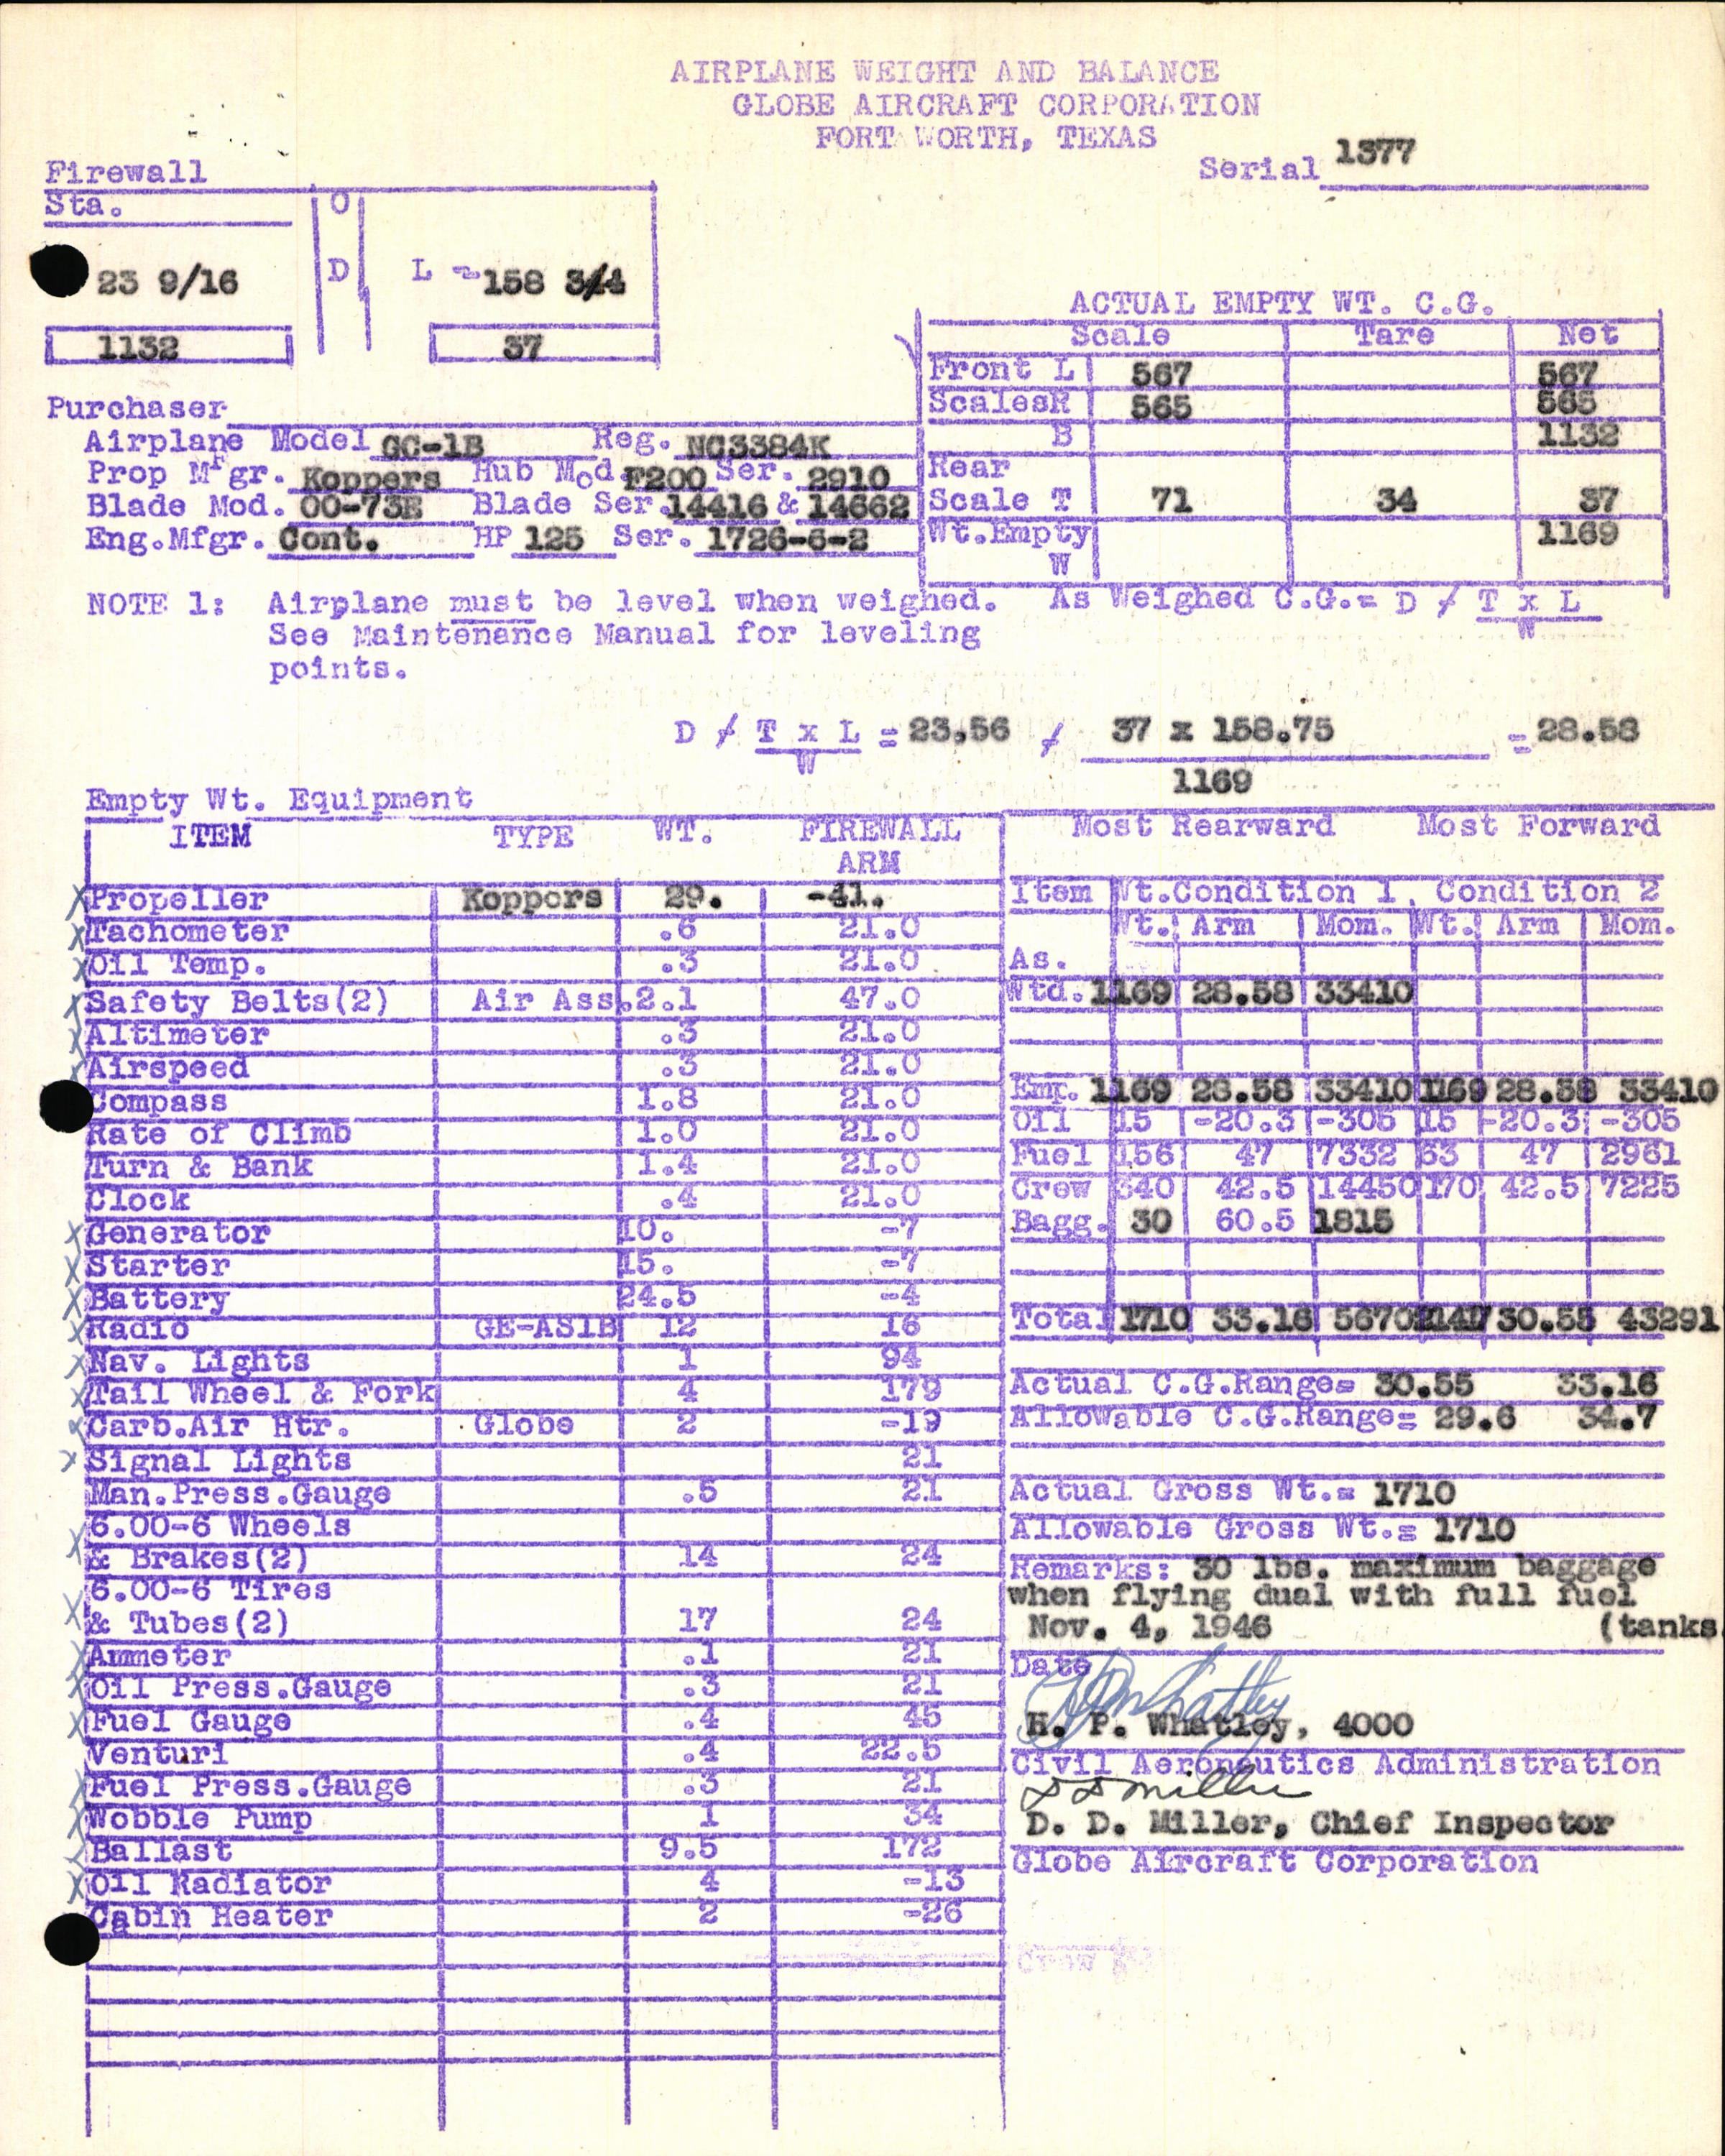 AIRPLANE WEIGHT AND BALANCE
GLOBE AIRCRAFT CORPORATION
FORT WORTH, TEXAS
Serial 1377
Firewall
Sta. O
23 9/16 D L = 158 3/4
1132 37
ACTUAL EMPTY WT. C.G.
Scale Tare Net
Front L 567 567
Scales R 565 565
B 1132
Rear
Scale T 71 34 37
Wt. Empty 1169
W
Purchaser
Airplane Model GC-1B Reg. NC3384K
Prop Mfgr. Koppers Hub Mod. F200 Ser. 2910
Blade Mod. 00-73E Blade Ser. 14416 & 14662
Eng.Mfgr. Cont. HP 125 Ser. 1726-6-2
NOTE 1: Airplane must be level when weighed. As Weighed C.G.= D / T x L
W
See Maintenance Manual for leveling
points.
D / T x L = 23.56 / 37 x 158.75 = 28.58
W 1169
Empty Wt. Equipment
ITEM TYPE WT. FIREWALL
ARM
X Propeller Koppers 29. -41.
X Tachometer .6 21.0
X Oil Temp. .3 21.0
X Safety Belts(2) Air Ass. 2.1 47.0
X Altimeter .3 21.0
X Airspeed .3 21.0
Compass 1.8 21.0
Rate of Climb 1.0 21.0
Turn & Bank 1.4 21.0
Clock .4 21.0
X Generator 10. -7
X Starter 15. -7
X Battery 24.5 -4
X Radio GE-AS1B 12 16
X Nav. Lights 1 94
X Tail Wheel & Fork 4 179
X Carb.Air Htr. Globe 2 -19
X Signal Lights 21
Man.Press.Gauge .5 21
6.00-6 Wheels
X & Brakes(2) 14 24
6.00-6 Tires
X & Tubes(2) 17 24
X Ammeter .1 21
X Oil Press.Gauge .3 21
X Fuel Gauge .4 45
Venturi .4 22.5
X Fuel Press.Gauge .3 21
X Wobble Pump 1 34
X Ballast 9.5 172
X Oil Radiator 4 -13
Cabin Heater 2 -26
Most Rearward Most Forward
Item Wt.Condition 1, Condition 2
Wt. Arm Mom. Wt. Arm Mom.
As.
Wtd. 1169 28.58 33410
Emp. 1169 28.58 33410 1169 28.58 33410
Oil 15 -20.3 -305 15 -20.3 -305
Fuel 156 47 7332 63 47 2961
Crew 340 42.5 14450 170 42.5 7225
Bagg. 30 60.5 1815
Total 1710 33.16 56702 1417 30.55 43291
Actual C.G.Range= 30.55 33.16
Allowable C.G.Range= 29.6 34.7
Actual Gross Wt.= 1710
Allowable Gross Wt.= 1710
Remarks: 30 lbs. maximum baggage
when flying dual with full fuel
Nov. 4, 1946 (tanks.
Date
H P Whatley
H. P. Whatley, 4000
Civil Aeronautics Administration
D D Miller
D. D. Miller, Chief Inspector
Globe Aircraft Corporation
Crew